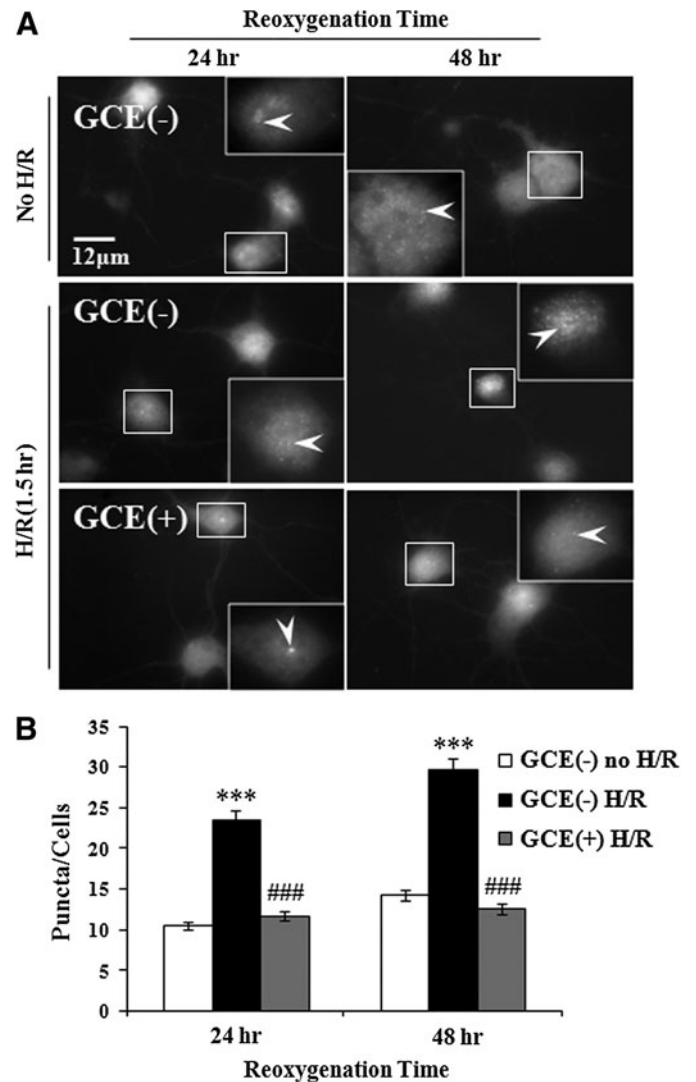 A
Reoxygenation Time
24 hr
48 hr
No H/R
GCE(-)
12μm
H/R(1.5 hr)
GCE(-)
GCE(+)
B
Puncta/Cells
35
30
25
20
15
10
5
0
***
###
***
###
GCE(-) no H/R
GCE(-) H/R
GCE(+) H/R
24 hr
48 hr
Reoxygenation Time